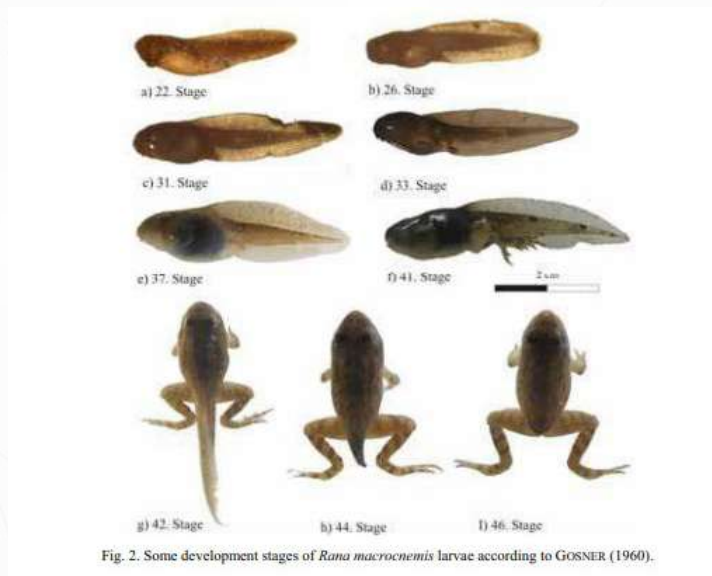 a) 22. Stage
b) 26. Stage
c) 31. Stage
d) 33. Stage
e) 37. Stage
f) 41. Stage
g) 42. Stage
h) 44. Stage
I) 46. Stage
Fig. 2. Some development stages of Rana macrocnemis larvae according to GOSNER (1960).